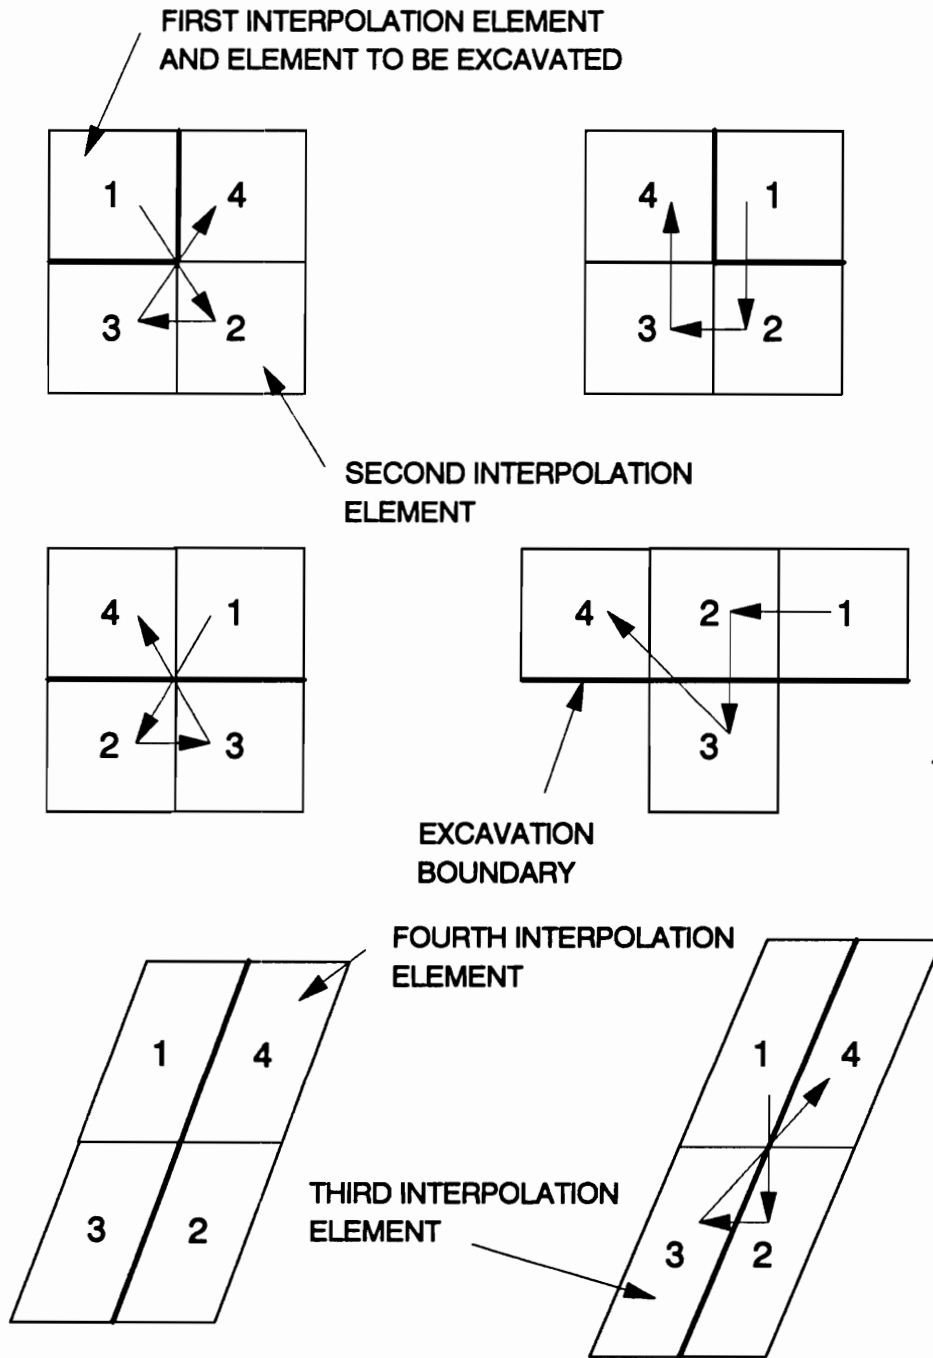 FIRST INTERPOLATION ELEMENT
AND ELEMENT TO BE EXCAVATED
1 4
3 2
4 1
3 2
SECOND INTERPOLATION
ELEMENT
4 1
2 3
4 2 1
3
EXCAVATION
BOUNDARY
FOURTH INTERPOLATION
ELEMENT
1 4
3 2
1 4
3 2
THIRD INTERPOLATION
ELEMENT